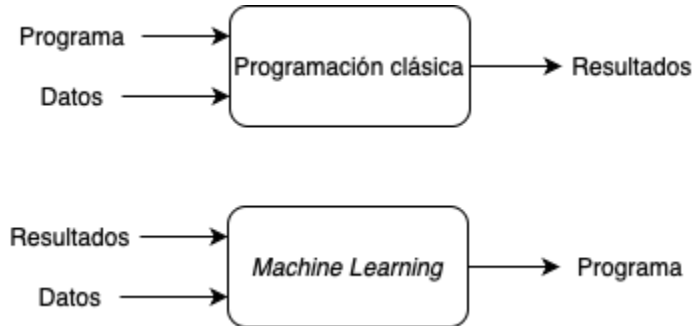 Programa
Datos
Programación clásica
Resultados
Resultados
Datos
Machine Learning
Programa